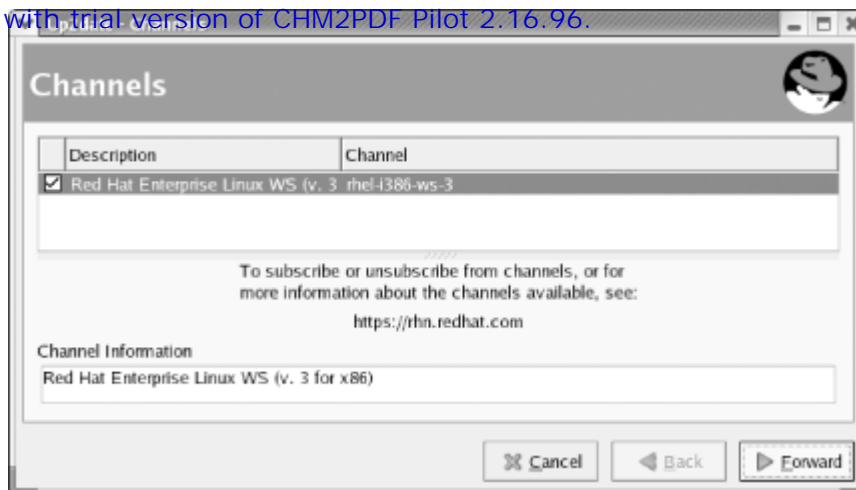 with trial version of CHM2PDF Pilot 2.16.96.
Channels
Description Channel
Red Hat Enterprise Linux WS (v. 3 rhel-i386-ws-3
To subscribe or unsubscribe from channels, or for
more information about the channels available, see:
https://rhn.redhat.com
Channel Information
Red Hat Enterprise Linux WS (v. 3 for x86)
Cancel Back Forward